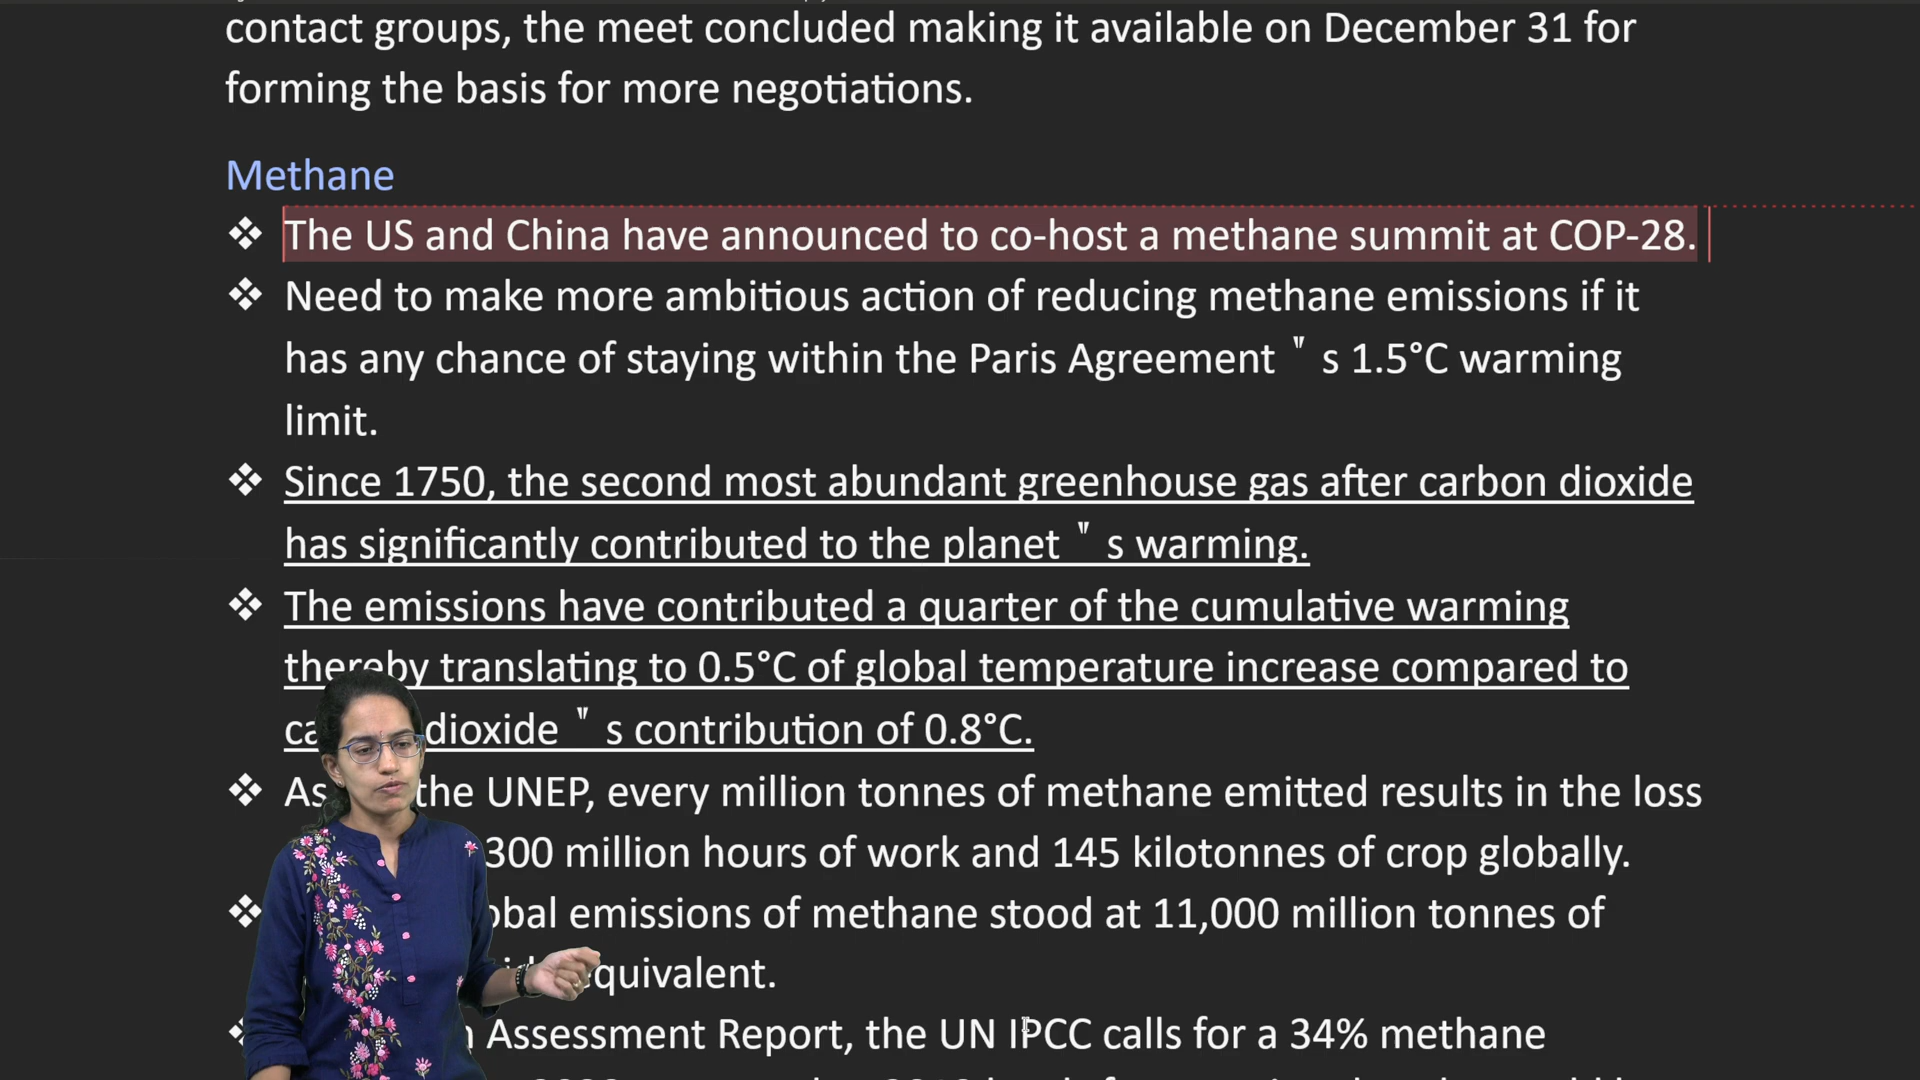 contact groups, the meet concluded making it available on December 31 for
forming the basis for more negotiations.
Methane
❖ The US and China have announced to co-host a methane summit at COP-28.
❖ Need to make more ambitious action of reducing methane emissions if it
has any chance of staying within the Paris Agreement‟s 1.5°C warming
limit.
❖ Since 1750, the second most abundant greenhouse gas after carbon dioxide
has significantly contributed to the planet‟s warming.
❖ The emissions have contributed a quarter of the cumulative warming
thereby translating to 0.5°C of global temperature increase compared to
dioxide‟s contribution of 0.8°C.
❖ As the UNEP, every million tonnes of methane emitted results in the loss
300 million hours of work and 145 kilotonnes of crop globally.
❖ emissions of methane stood at 11,000 million tonnes of
equivalent.
Assessment Report, the UN IPCC calls for a 34% methane